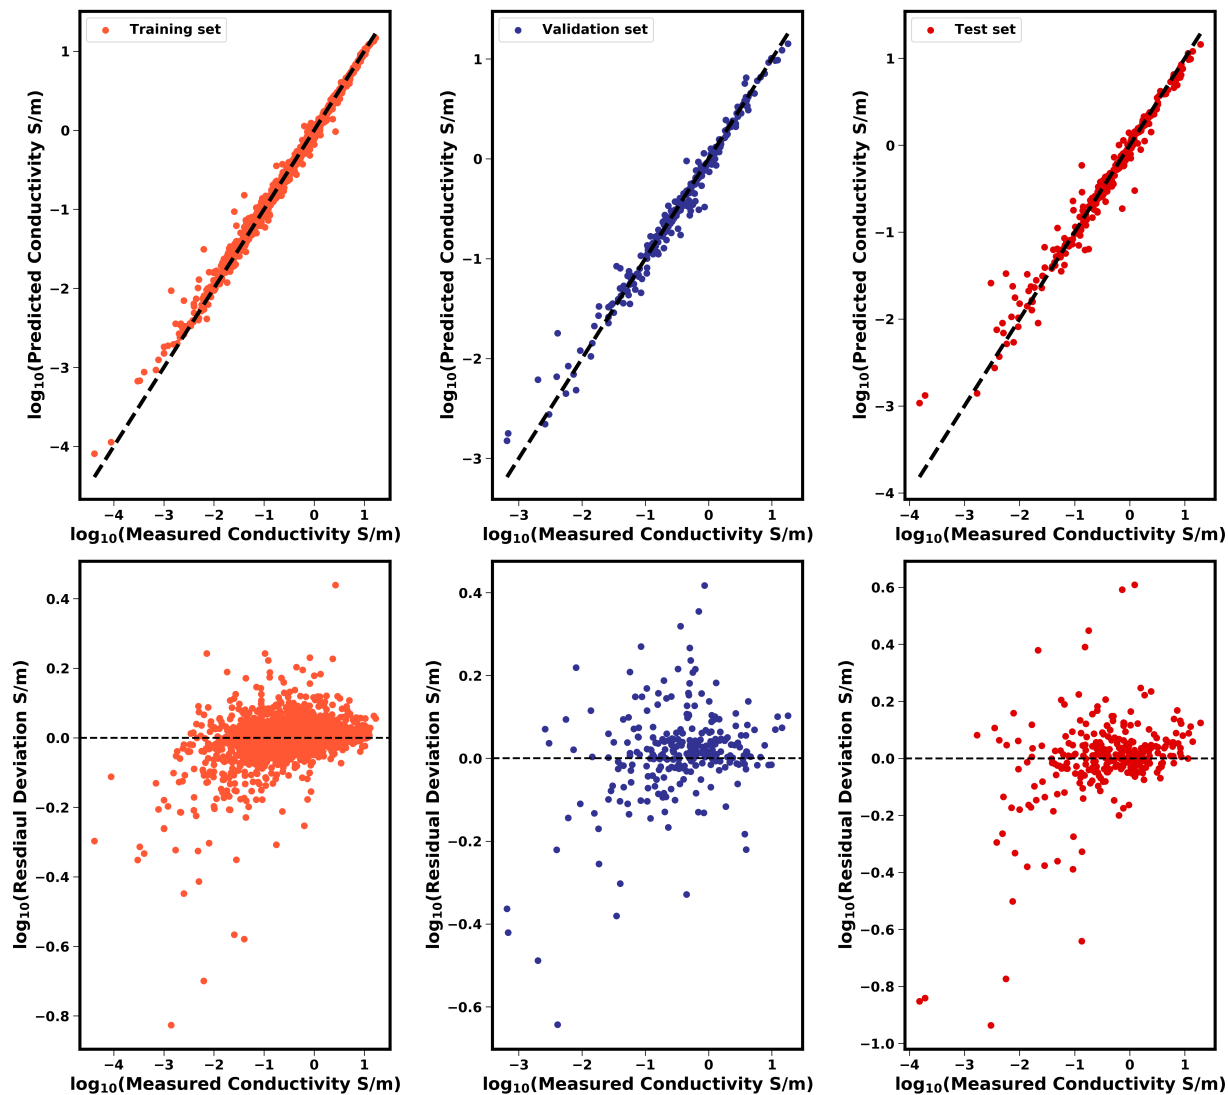 Training set
log10(Predicted Conductivity S/m)
1
0
−1
−2
−3
−4
−4 −3 −2 −1 0 1
log10(Measured Conductivity S/m)
Validation set
log10(Predicted Conductivity S/m)
1
0
−1
−2
−3
−3 −2 −1 0 1
log10(Measured Conductivity S/m)
Test set
log10(Predicted Conductivity S/m)
1
0
−1
−2
−3
−4
−4 −3 −2 −1 0 1
log10(Measured Conductivity S/m)
log10(Resdiaul Deviation S/m)
0.4
0.2
0.0
−0.2
−0.4
−0.6
−0.8
−4 −3 −2 −1 0 1
log10(Measured Conductivity S/m)
log10(Residual Deviation S/m)
0.4
0.2
0.0
−0.2
−0.4
−0.6
−3 −2 −1 0 1
log10(Measured Conductivity S/m)
log10(Residual Deviation S/m)
0.6
0.4
0.2
0.0
−0.2
−0.4
−0.6
−0.8
−1.0
−4 −3 −2 −1 0 1
log10(Measured Conductivity S/m)